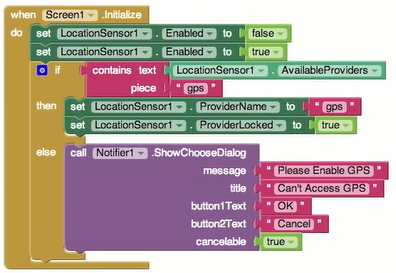 when Screen1 .Initialize
do set LocationSensor1 . Enabled to false
set LocationSensor1 . Enabled to true
if contains text LocationSensor1 . AvailableProviders
piece " gps "
then set LocationSensor1 . ProviderName to " gps "
set LocationSensor1 . ProviderLocked to true
else call Notifier1 .ShowChooseDialog
message " Please Enable GPS "
title " Can't Access GPS "
button1Text " OK "
button2Text " Cancel "
cancelable true